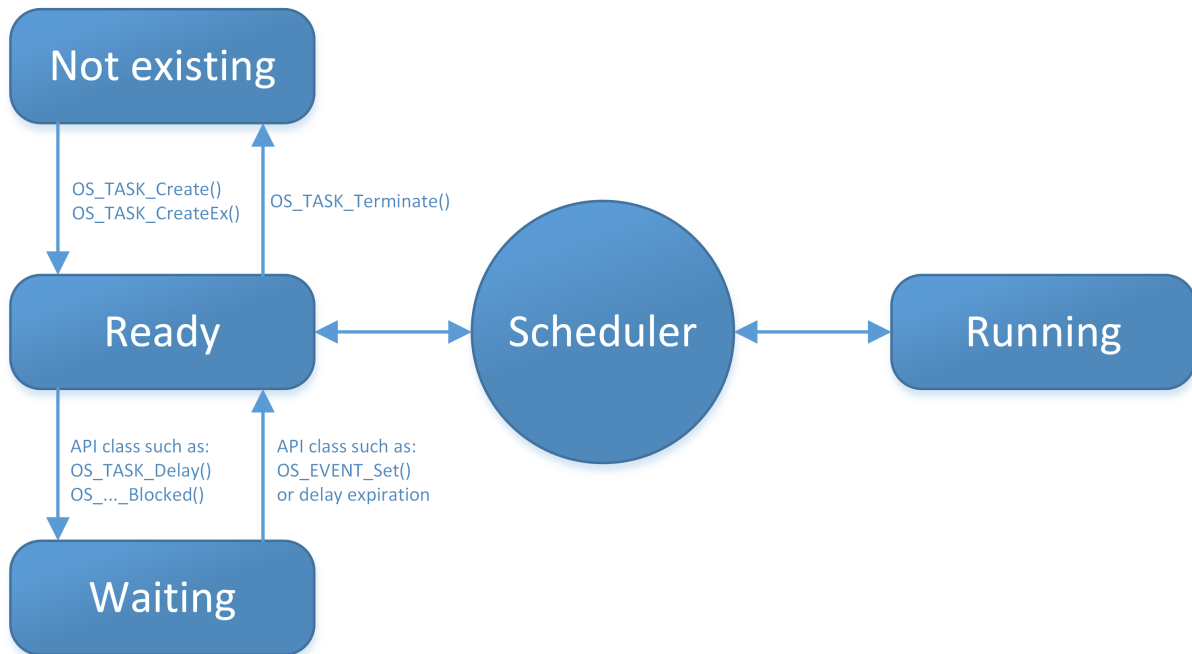 Not existing
OS_TASK_Create()
OS_TASK_CreateEx()
OS_TASK_Terminate()
Ready
Scheduler
Running
API class such as:
OS_TASK_Delay()
OS_..._Blocked()
API class such as:
OS_EVENT_Set()
or delay expiration
Waiting